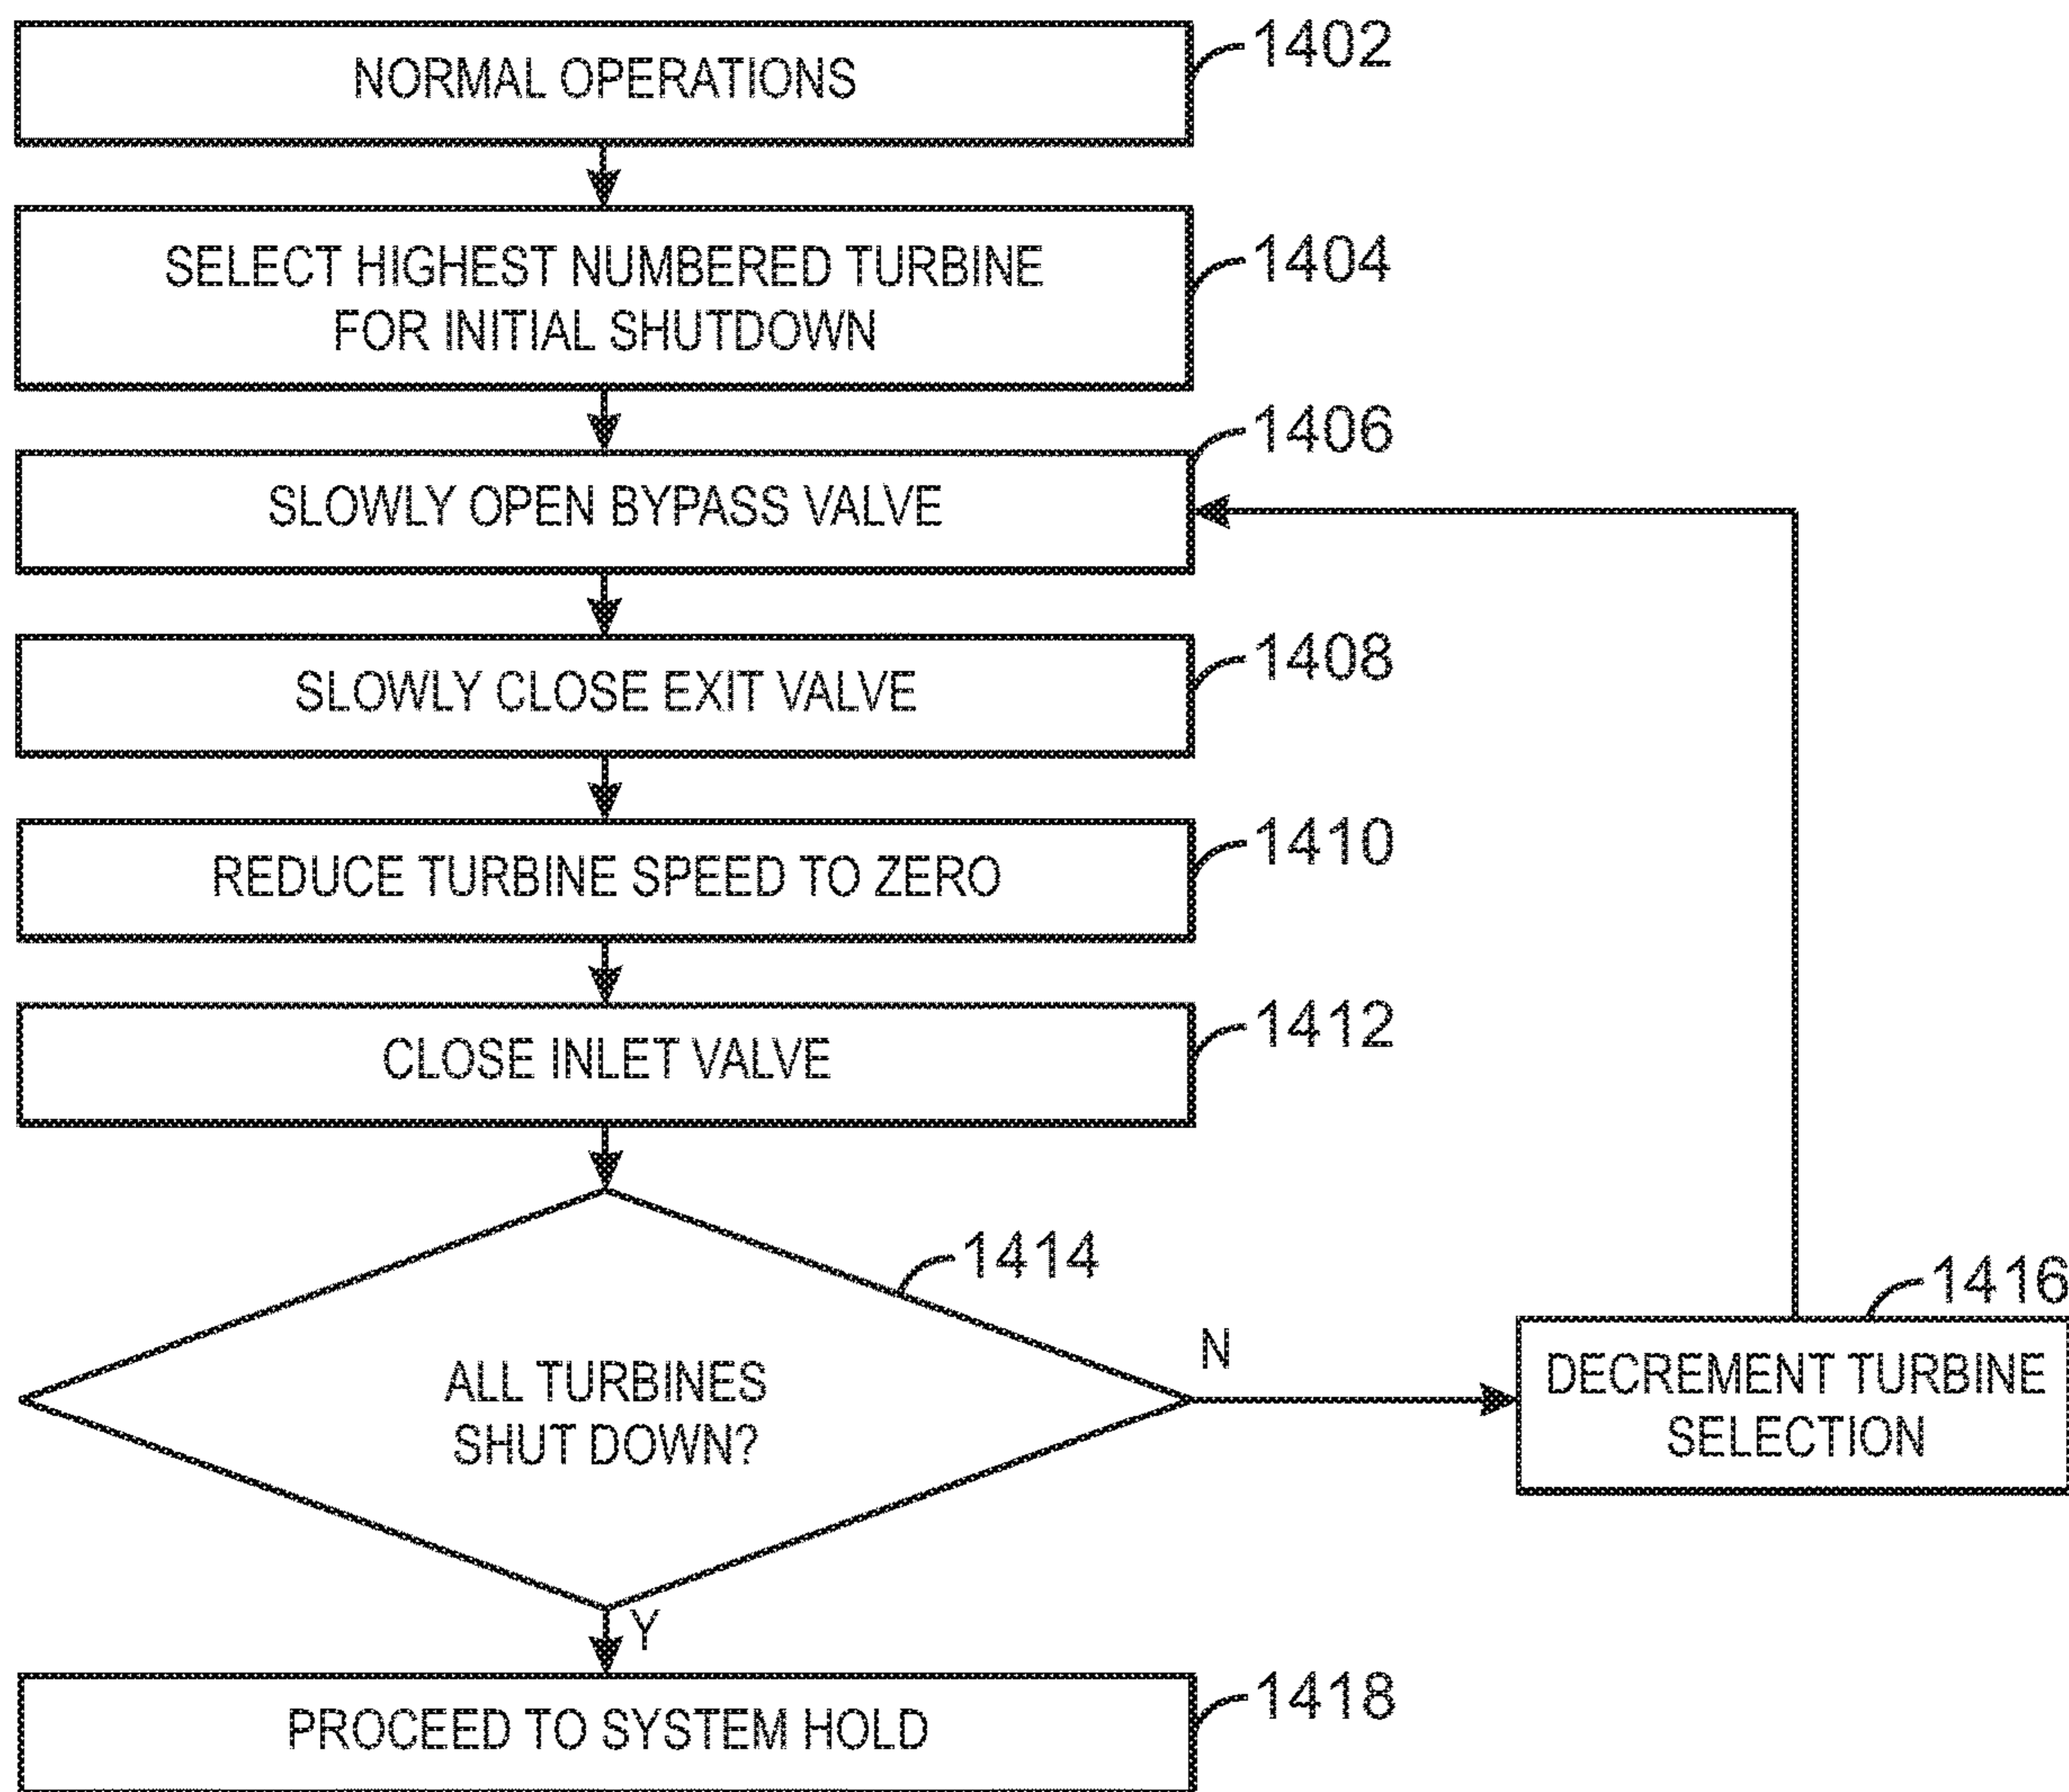 NORMAL OPERATIONS
1402
SELECT HIGHEST NUMBERED TURBINE
FOR INITIAL SHUTDOWN
1404
1406
SLOWLY OPEN BYPASS VALVE
SLOWLY CLOSE EXIT VALVE
1408
REDUCE TURBINE SPEED TO ZERO
1410
CLOSE INLET VALVE
1412
1414
ALL TURBINES
SHUT DOWN?
N
1416
DECREMENT TURBINE
SELECTION
Y
PROCEED TO SYSTEM HOLD
1418